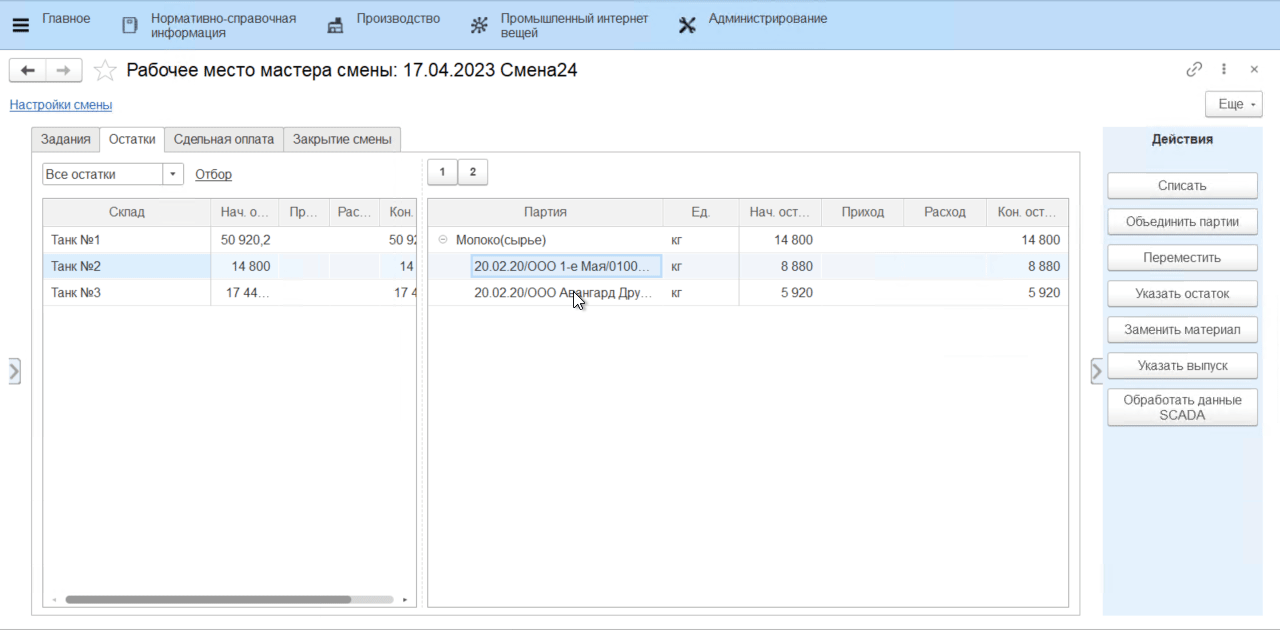 Главное
Нормативно-справочная
информация
Производство
Промышленный интернет
вещей
Администрирование
Рабочее место мастера смены: 17.04.2023 Смена24
Настройки смены
Еще
Задания Остатки Сдельная оплата Закрытие смены
Все остатки Отбор
1 2
Склад Нач. о... Пр... Рас... Кон.
Танк №1 50 920,2 50 92
Танк №2 14 800 14
Танк №3 17 44... 17 4
Партия Ед. Нач. ост... Приход Расход Кон. ост...
Молоко(сырье) кг 14 800 14 800
20.02.20/ООО 1-е Мая/0100... кг 8 880 8 880
20.02.20/ООО Авангард Дру... кг 5 920 5 920
Действия
Списать
Объединить партии
Переместить
Указать остаток
Заменить материал
Указать выпуск
Обработать данные
SCADA